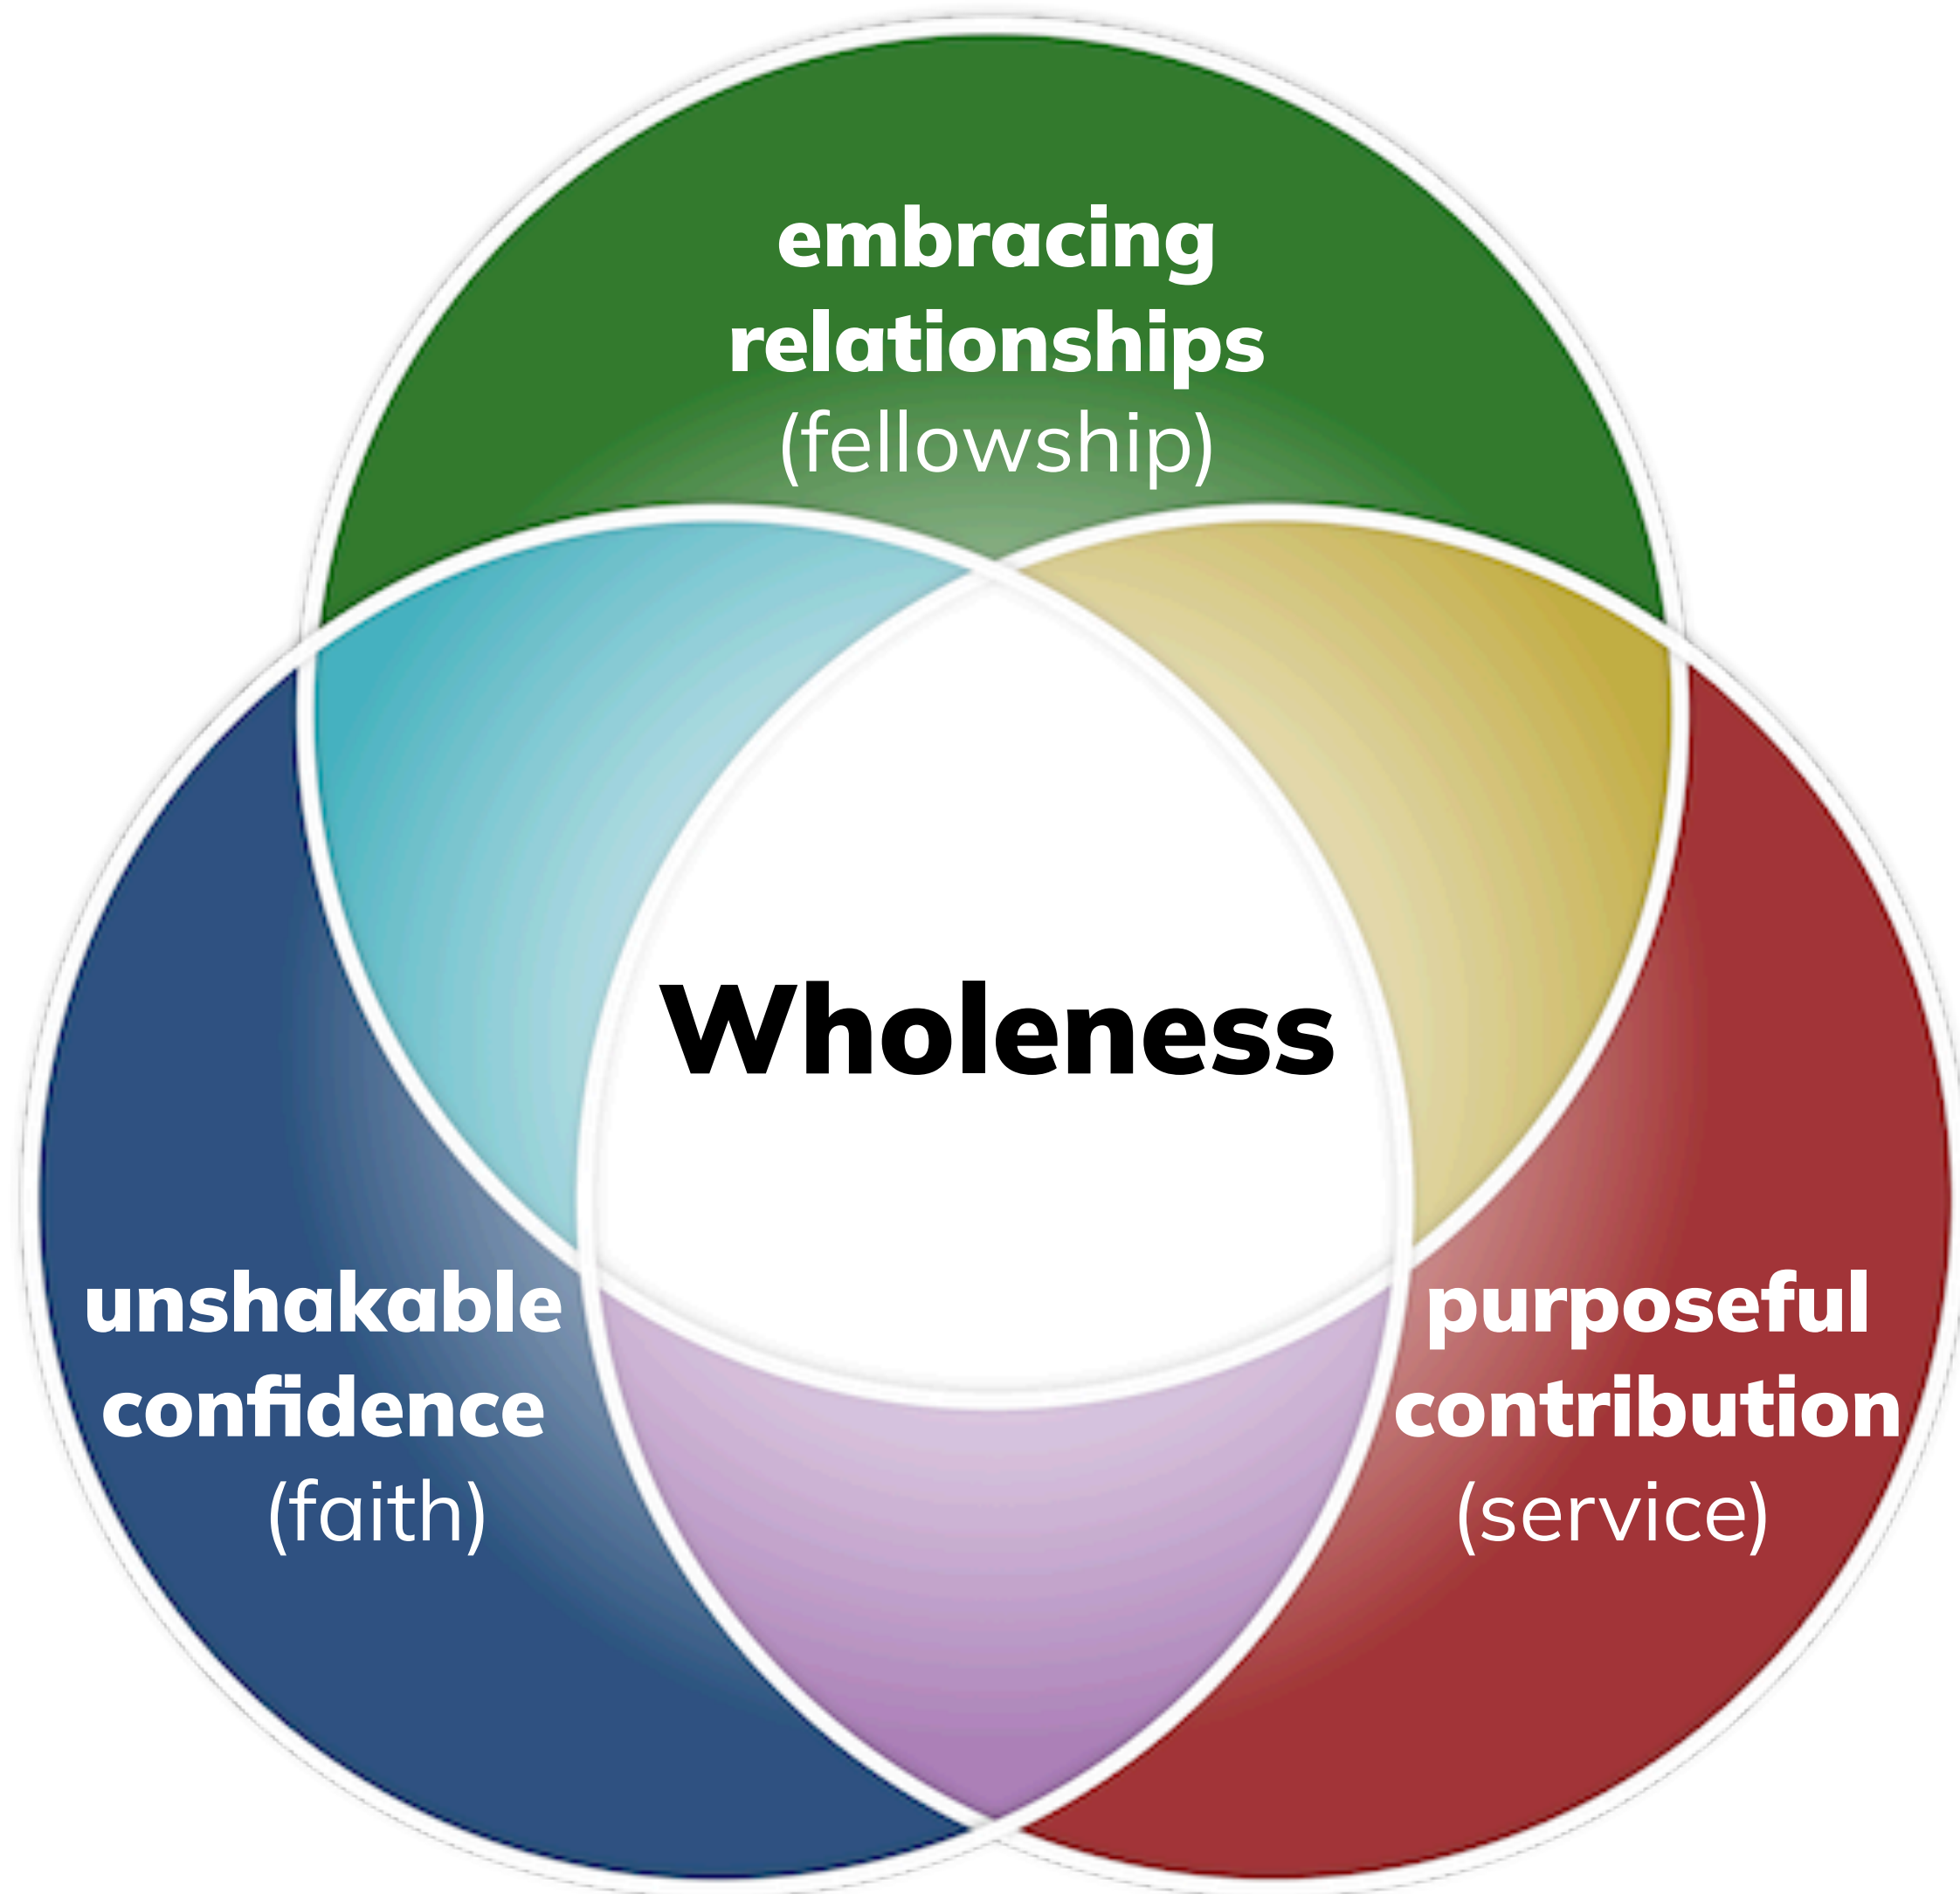 embracing
relationships
(fellowship)
Wholeness
unshakable
confidence
(faith)
purposeful
contribution
(service)